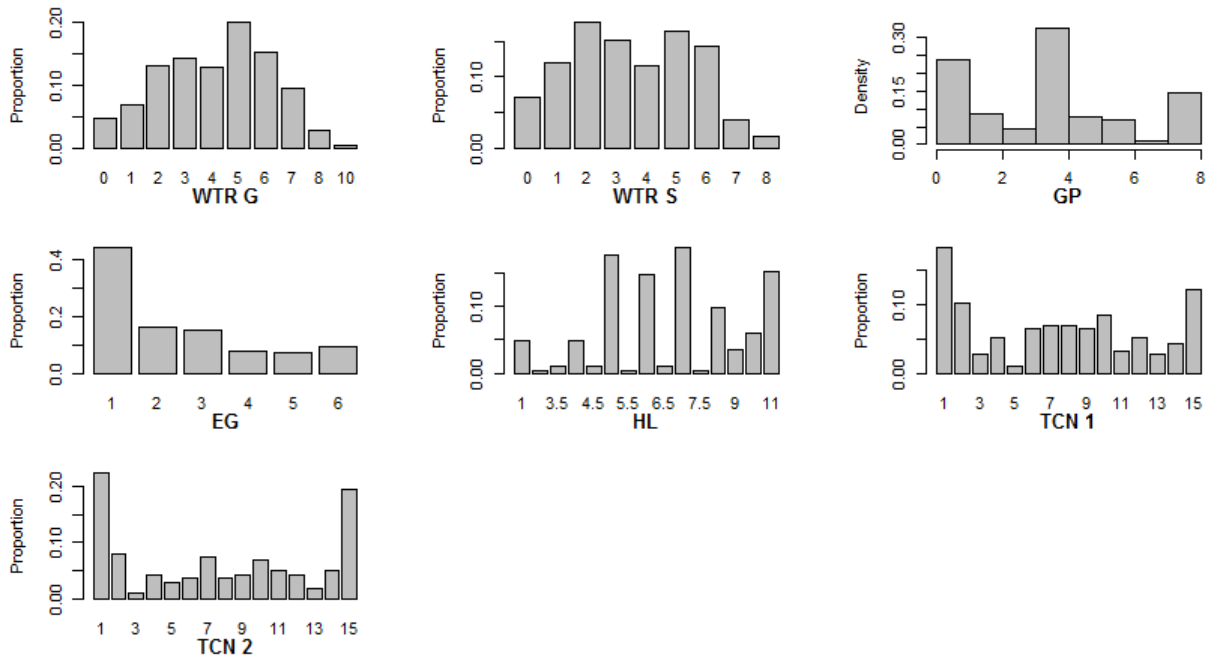 Proportion
0.00 0.10 0.20
0 1 2 3 4 5 6 7 8 10
WTR G
Proportion
0.00 0.10
0 1 2 3 4 5 6 7 8
WTR S
Density
0.00 0.15 0.30
0 2 4 6 8
GP
Proportion
0.0 0.2 0.4
1 2 3 4 5 6
EG
Proportion
0.00 0.10
1 3.5 4.5 5.5 6.5 7.5 9 11
HL
Proportion
0.00 0.10
1 3 5 7 9 11 13 15
TCN 1
Proportion
0.00 0.10 0.20
1 3 5 7 9 11 13 15
TCN 2